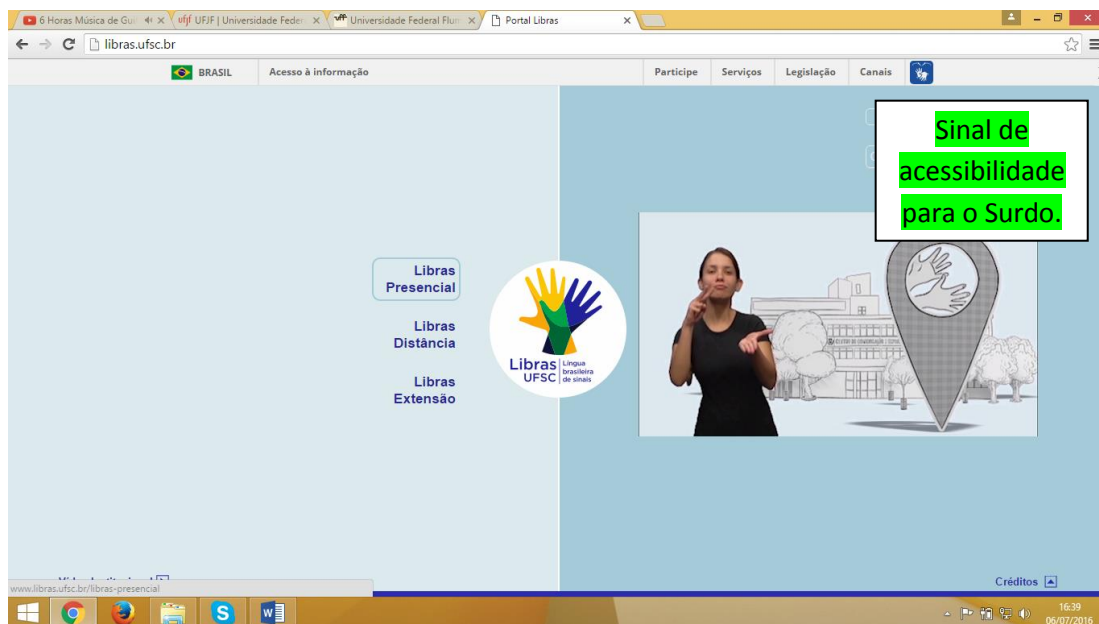 6 Horas Música de Gui
UFJF | Universidade Feder
Universidade Federal Flum
Portal Libras
libras.ufsc.br
BRASIL
Acesso à informação
Participe
Serviços
Legislação
Canais
Sinal de
acessibilidade
para o Surdo.
Libras
Presencial
Libras
Distância
Libras
Extensão
Libras
UFSC
Língua
brasileira
de sinais
Créditos
www.libras.ufsc.br/libras-presencial
16:39
06/07/2016